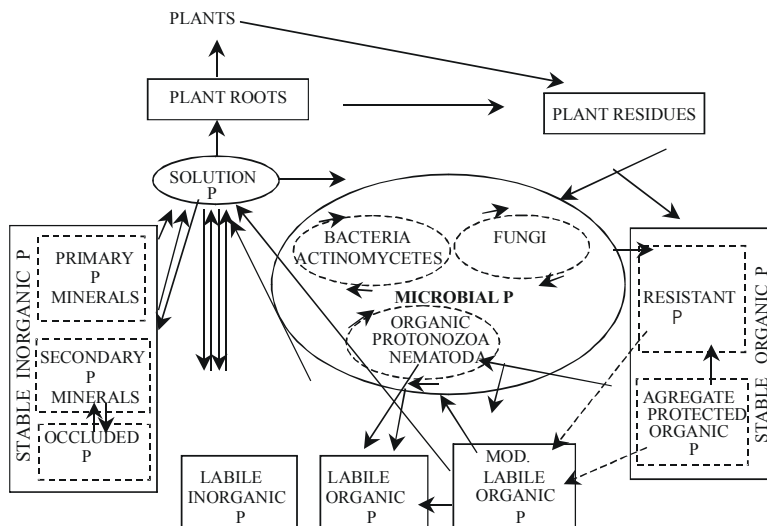 PLANTS
PLANT ROOTS
PLANT RESIDUES
SOLUTION
P
STABLE INORGANIC P
PRIMARY
P
MINERALS
SECONDARY
P
MINERALS
OCCLUDED
P
BACTERIA
ACTINOMYCETES
FUNGI
MICROBIAL P
ORGANIC
PROTONOZOA
NEMATODA
STABLE ORGANIC P
RESISTANT
P
AGREGATE
PROTECTED
ORGANIC
P
LABILE
INORGANIC
P
LABILE
ORGANIC
P
MOD.
LABILE
ORGANIC
P